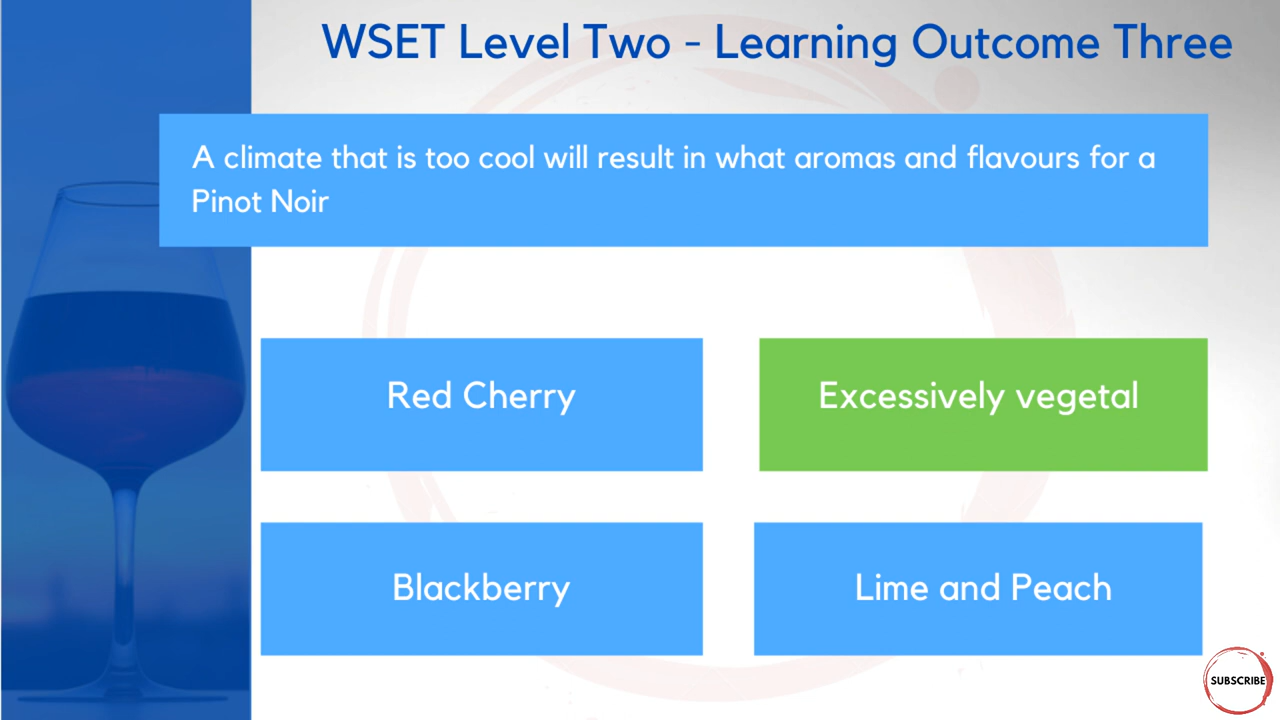 WSET Level Two - Learning Outcome Three
A climate that is too cool will result in what aromas and flavours for a
Pinot Noir
Red Cherry
Excessively vegetal
Blackberry
Lime and Peach
SUBSCRIBE